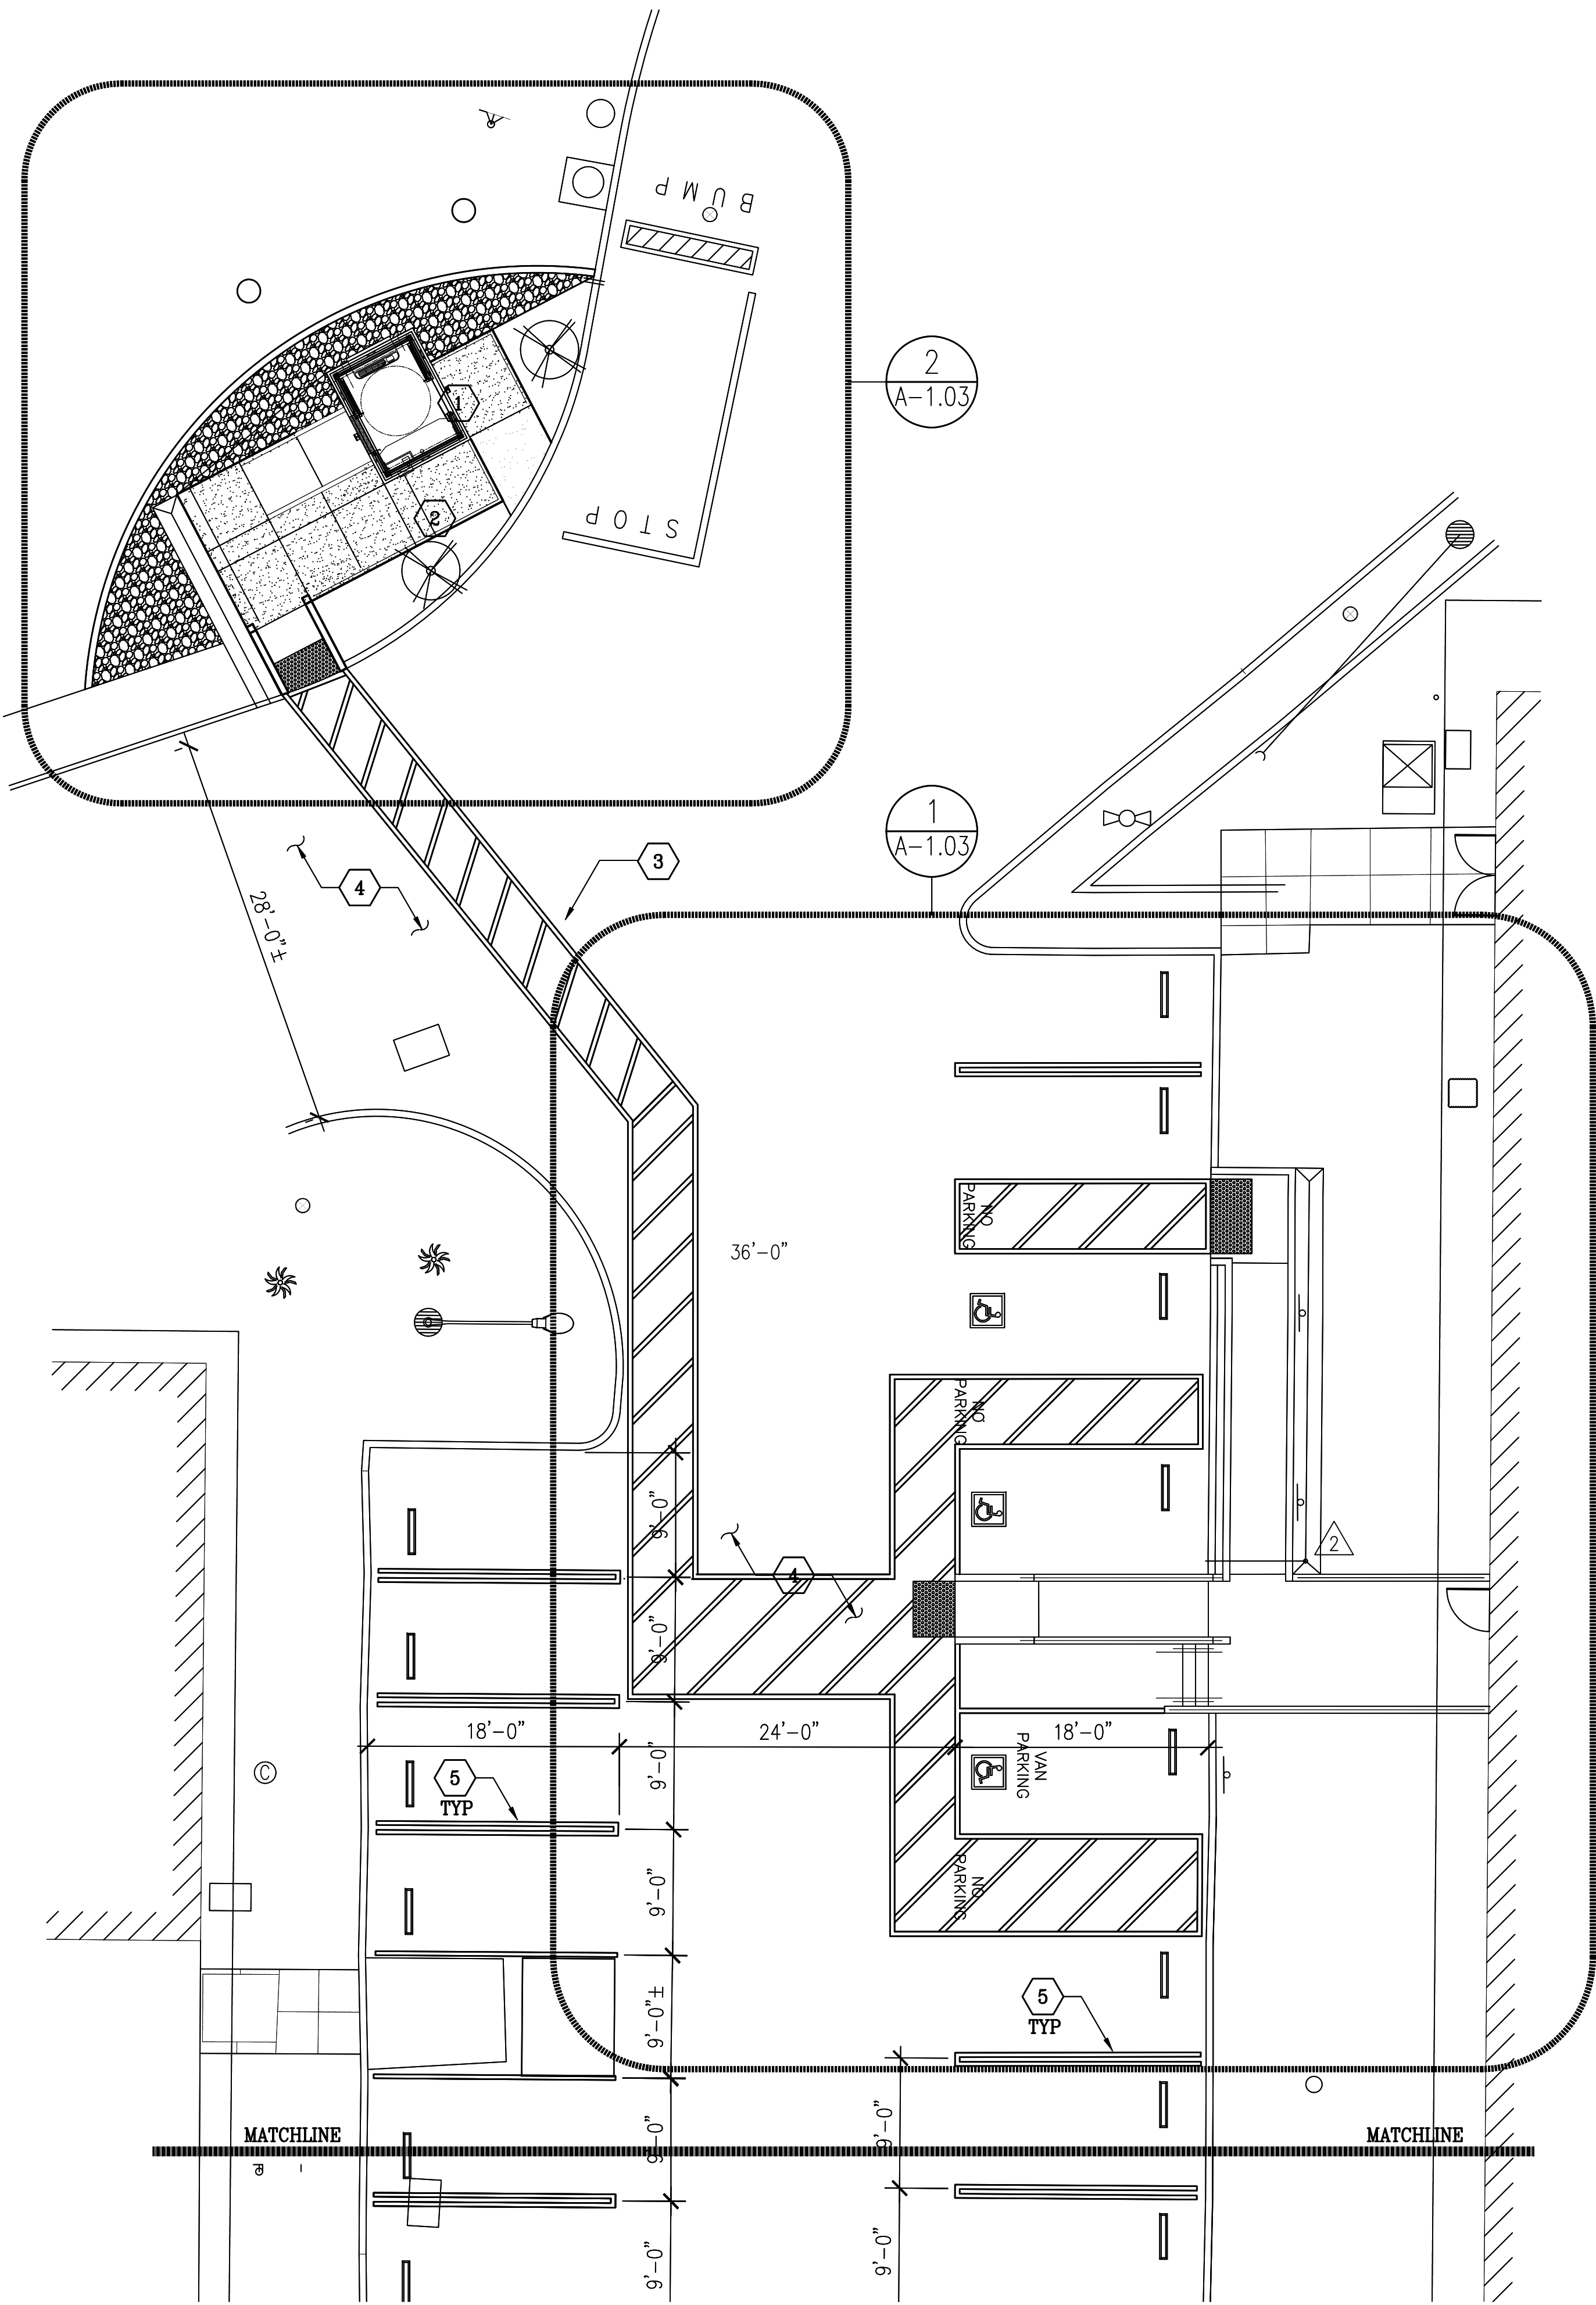 BUMP
2
A-1.03
1
2
STOP
1
A-1.03
3
4
28'-0"±
NO
PARKING
36'-0"
NO
PARKING
9'-0"
2
4
9'-0"
18'-0"
24'-0"
18'-0"
VAN
PARKING
9'-0"
C
5
TYP
NO
PARKING
9'-0"
5
TYP
9'-0"±
9'-0"
9'-0"
MATCHLINE
MATCHLINE
9'-0"
9'-0"